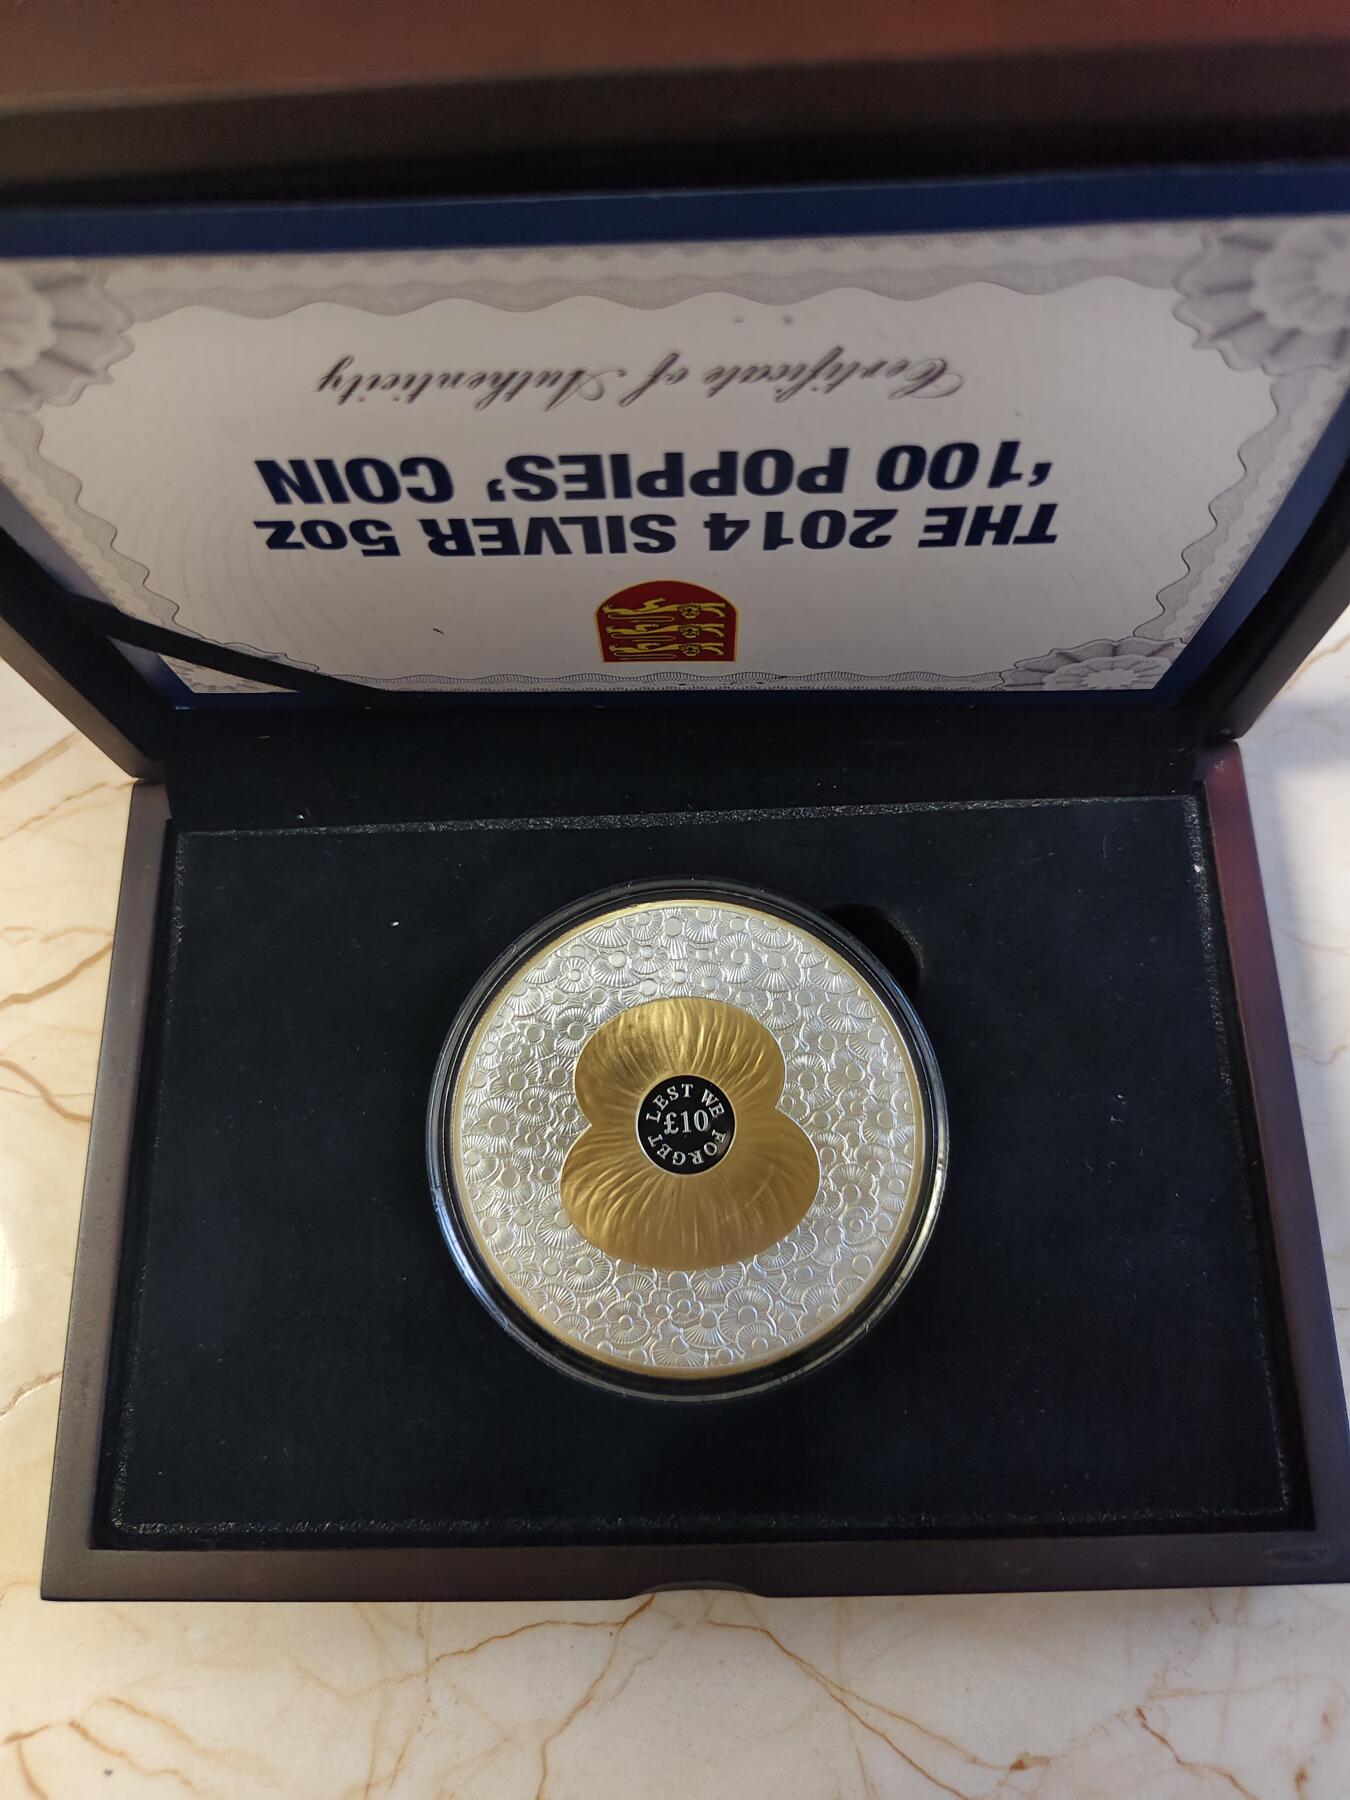 THE 2014 SILVER 5oz
‘100 POPPIES’ COIN
Certificate of Authenticity
LEST WE FORGET
£10